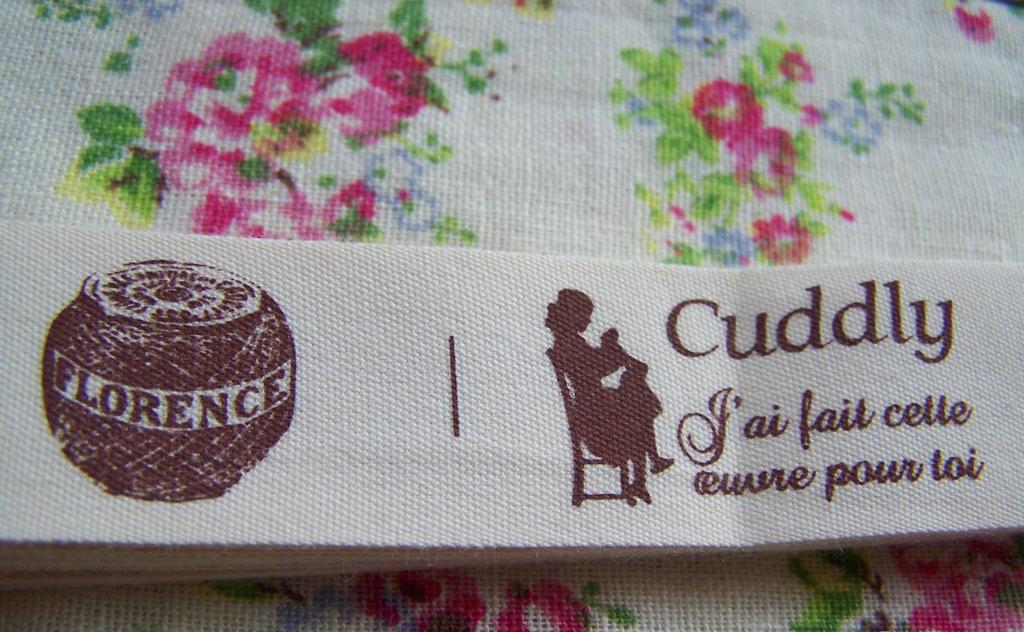 FLORENCE
Cuddly
J'ai fait cette
œuvre pour toi